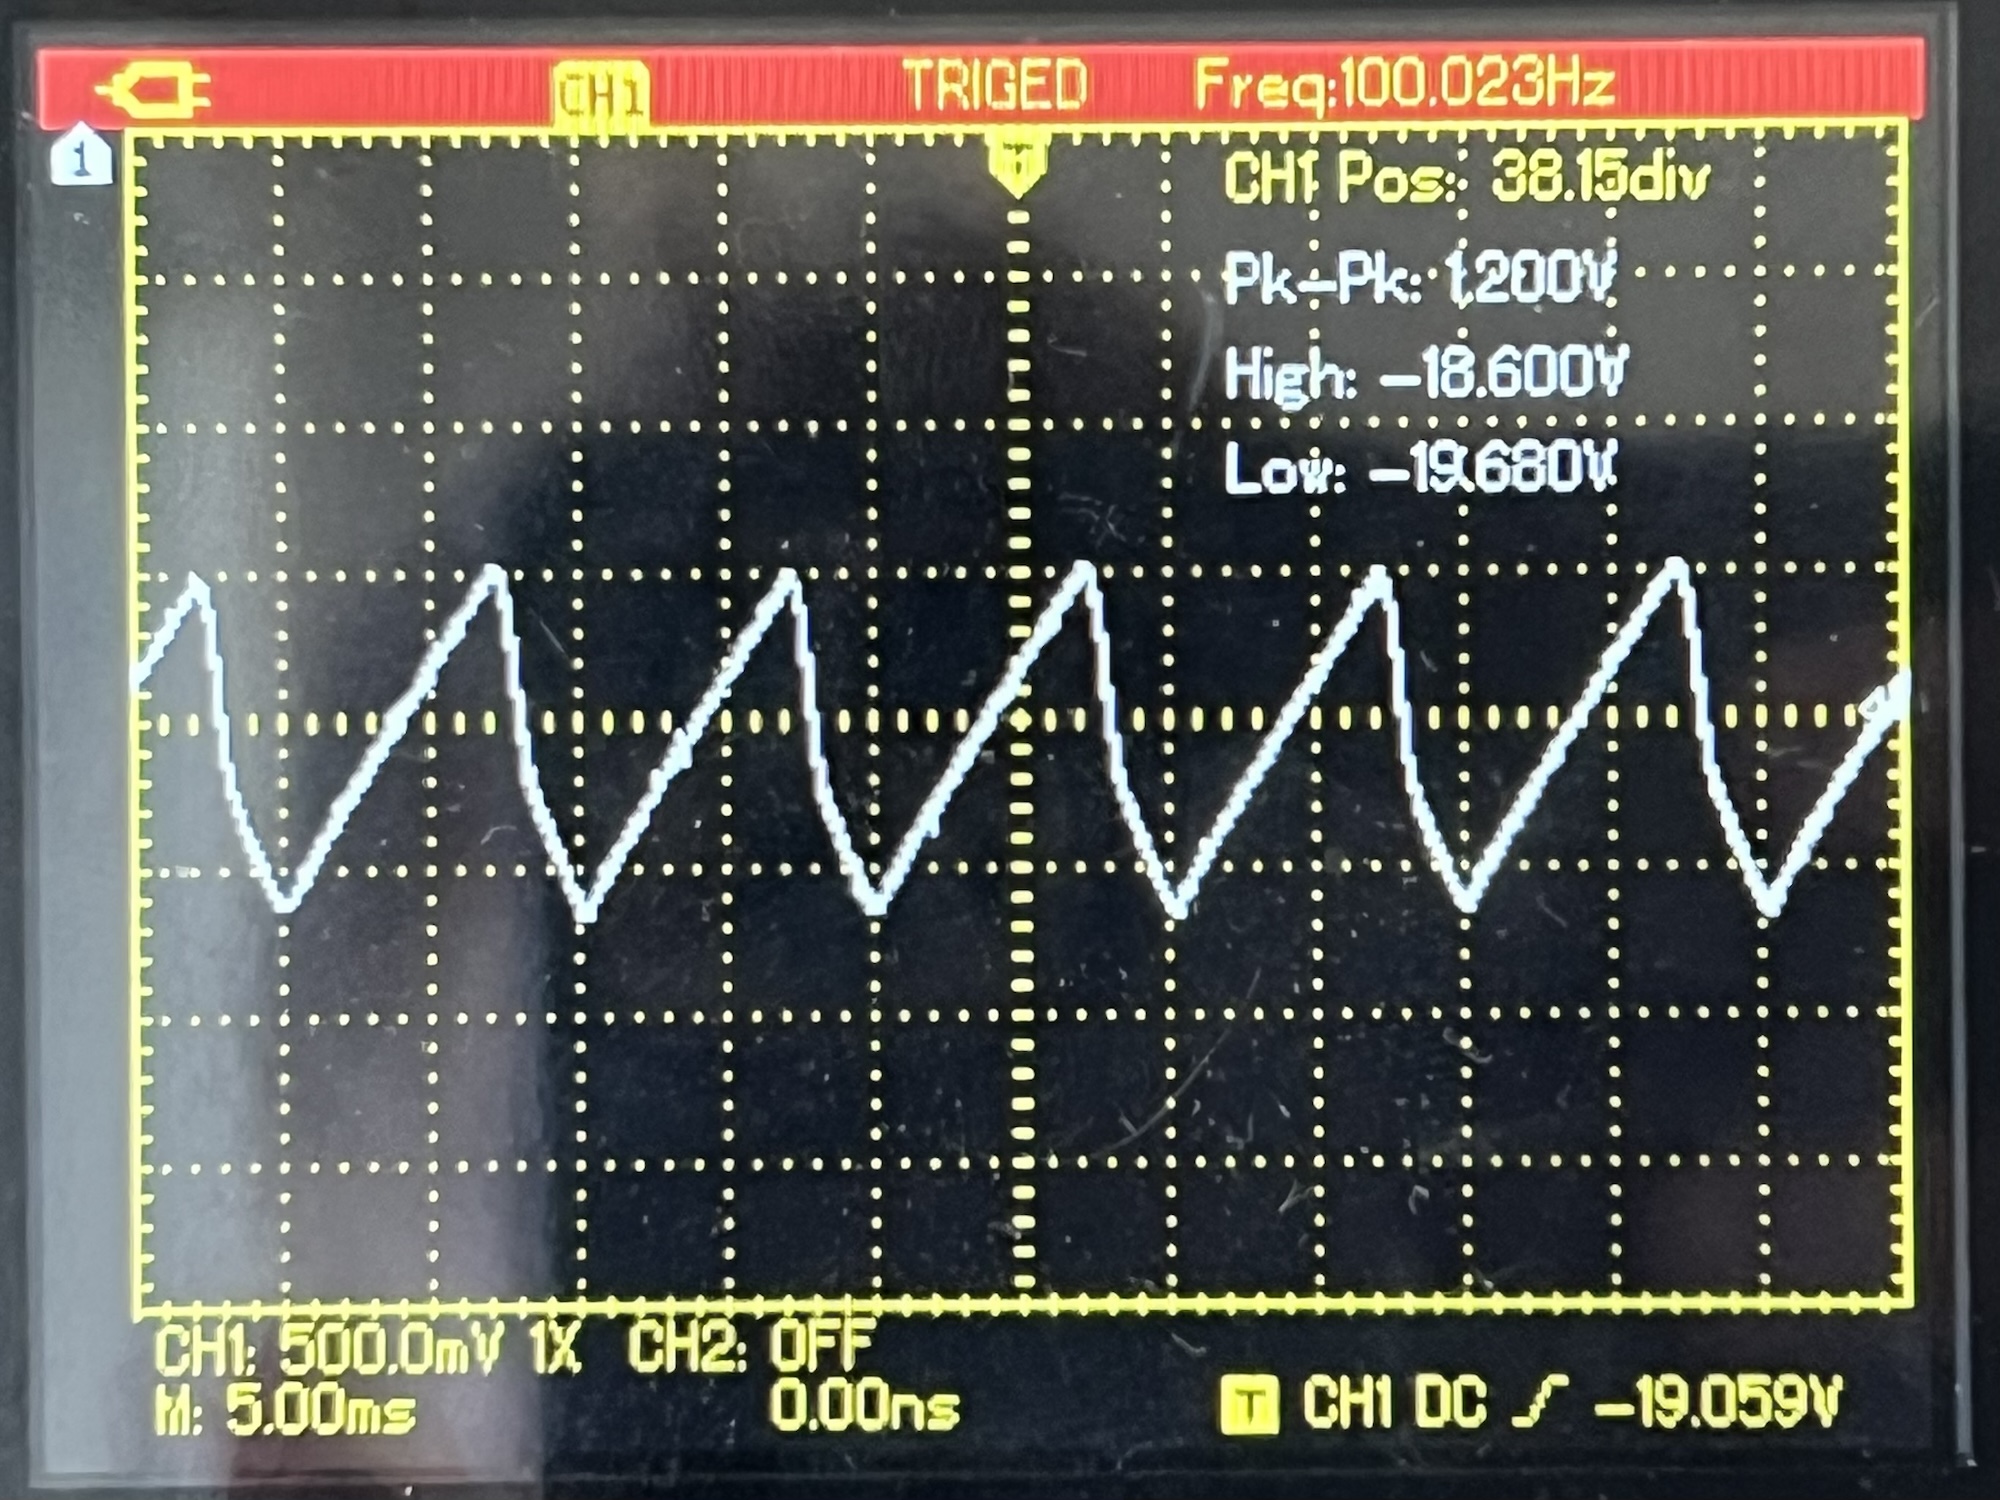 CH1 TRIGED Freq:100.023Hz
1
T
CH1 Pos: 38.15div
Pk-Pk: 1.200V
High: -18.600V
Low: -19.680V
CH1: 500.0mV 1X CH2: OFF
M: 5.00ms 0.00ns T CH1 DC -19.059V